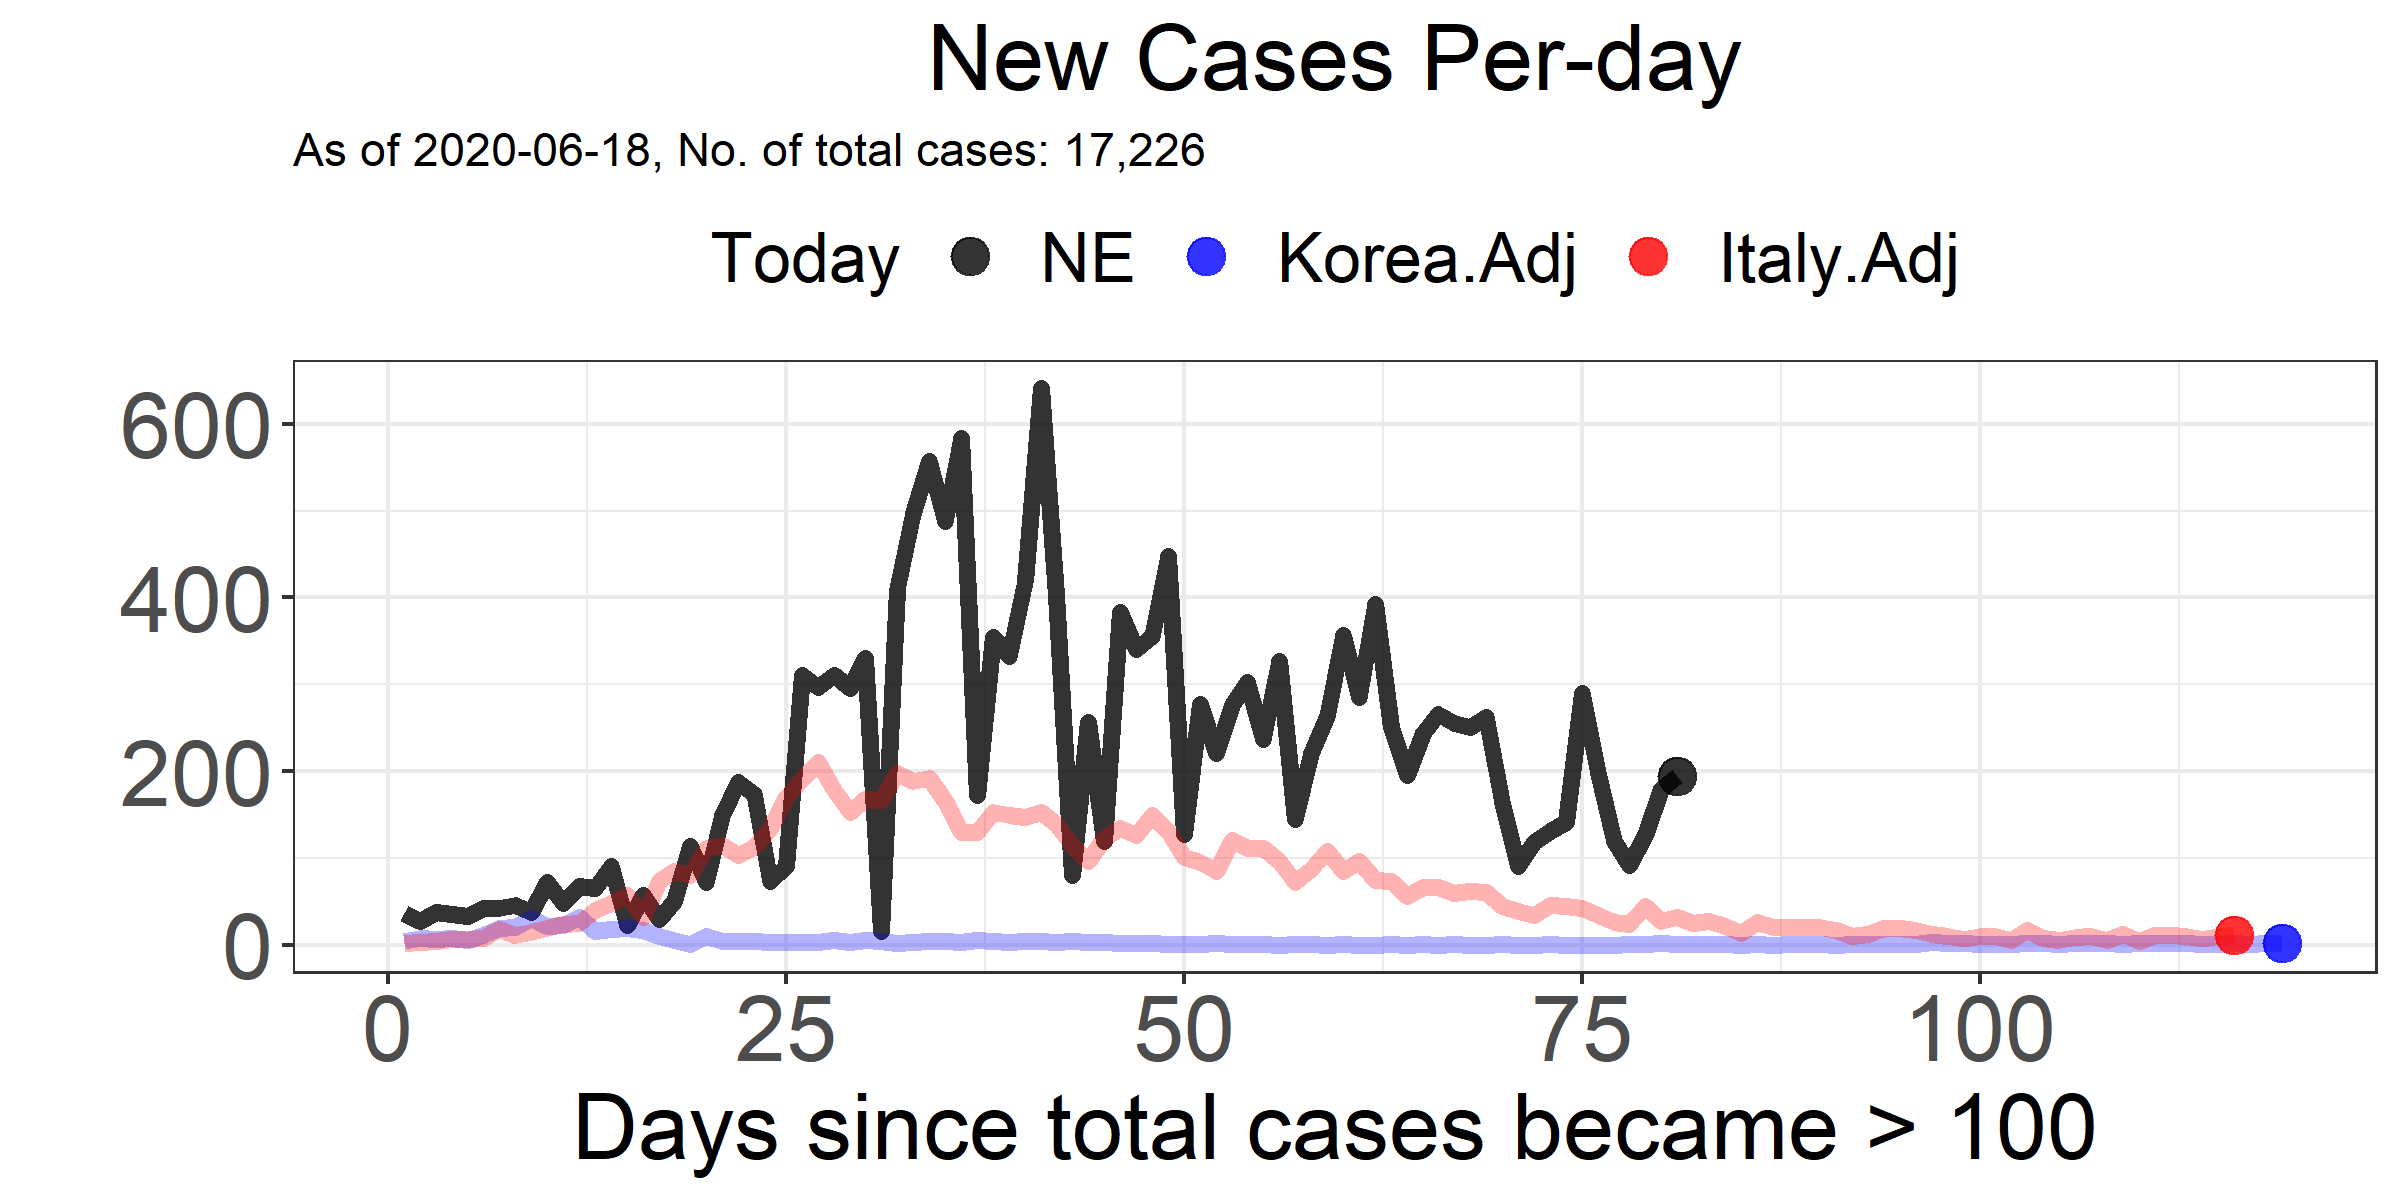 New Cases Per-day
As of 2020-06-18, No. of total cases: 17,226
Today NE Korea.Adj Italy.Adj
600
400
200
0
0 25 50 75 100
Days since total cases became > 100